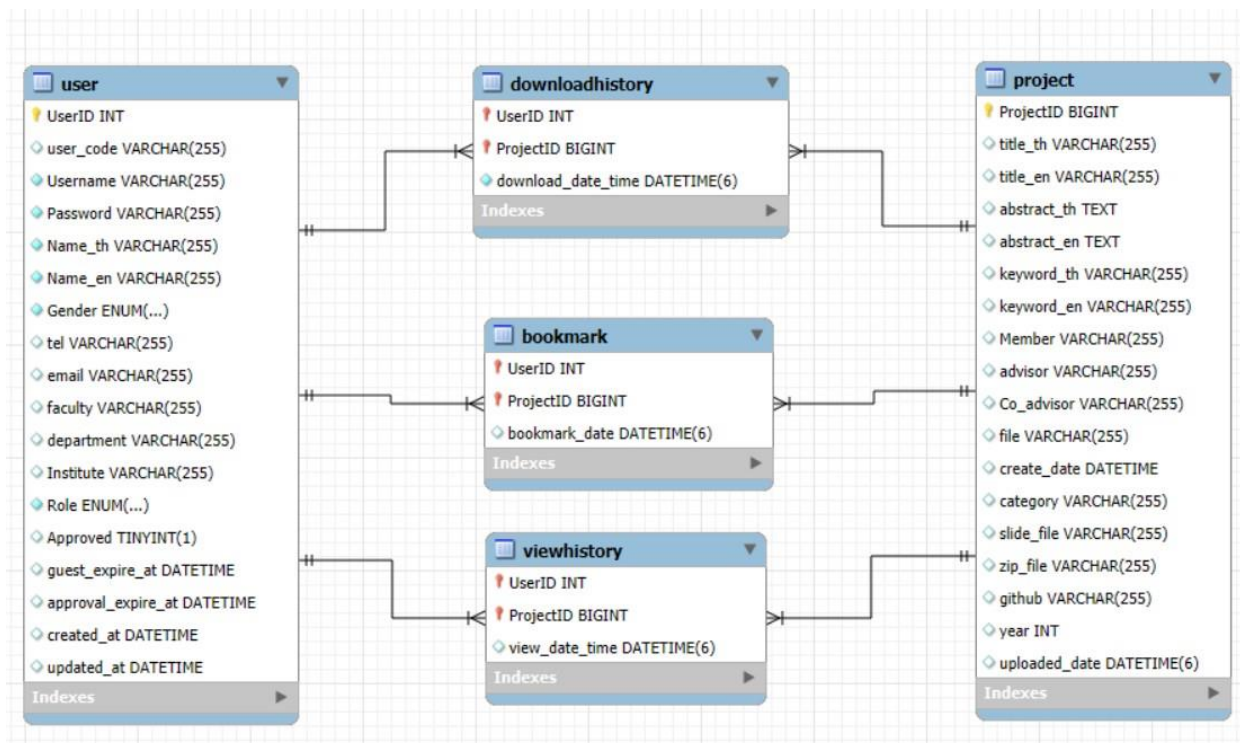 user
UserID INT
user_code VARCHAR(255)
Username VARCHAR(255)
Password VARCHAR(255)
Name_th VARCHAR(255)
Name_en VARCHAR(255)
Gender ENUM(...)
tel VARCHAR(255)
email VARCHAR(255)
faculty VARCHAR(255)
department VARCHAR(255)
Institute VARCHAR(255)
Role ENUM(...)
Approved TINYINT(1)
guest_expire_at DATETIME
approval_expire_at DATETIME
created_at DATETIME
updated_at DATETIME
Indexes
downloadhistory
UserID INT
ProjectID BIGINT
download_date_time DATETIME(6)
Indexes
bookmark
UserID INT
ProjectID BIGINT
bookmark_date DATETIME(6)
Indexes
viewhistory
UserID INT
ProjectID BIGINT
view_date_time DATETIME(6)
Indexes
project
ProjectID BIGINT
title_th VARCHAR(255)
title_en VARCHAR(255)
abstract_th TEXT
abstract_en TEXT
keyword_th VARCHAR(255)
keyword_en VARCHAR(255)
Member VARCHAR(255)
advisor VARCHAR(255)
Co_advisor VARCHAR(255)
file VARCHAR(255)
create_date DATETIME
category VARCHAR(255)
slide_file VARCHAR(255)
zip_file VARCHAR(255)
github VARCHAR(255)
year INT
uploaded_date DATETIME(6)
Indexes